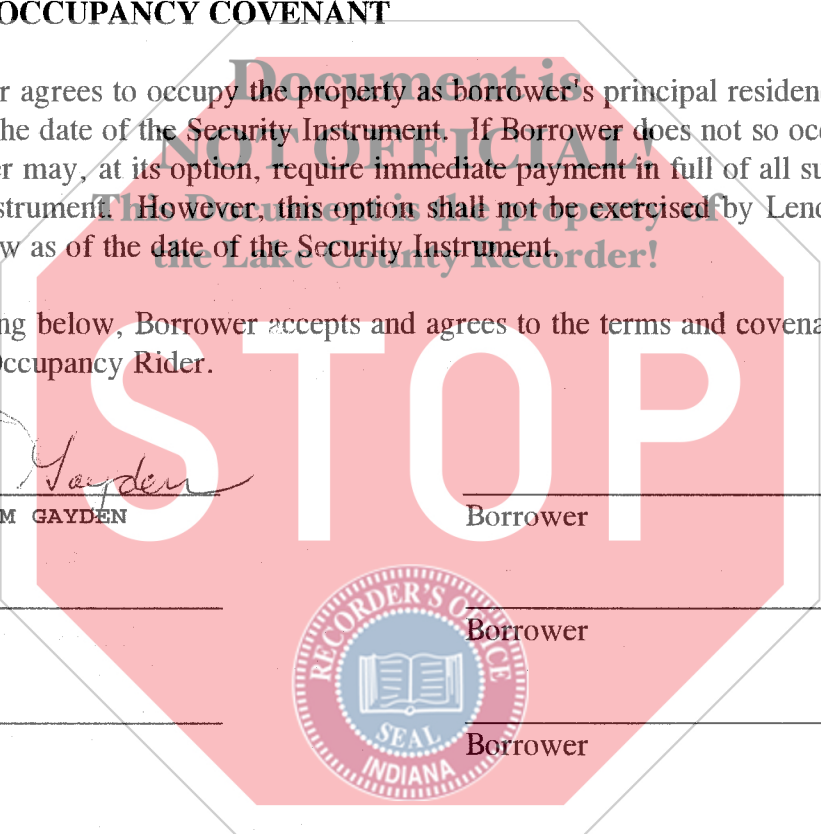 OCCUPANCY COVENANT
Document is
r agrees to occupy the property as borrower's principal residen
he date of the Security Instrument. If Borrower does not so occ
NOT OFFICIAL!
er may, at its option, require immediate payment in full of all su
strument. However, this option shall not be exercised by Lend
This Document is the property of
w as of the date of the Security Instrument.
the Lake County Recorder!
ng below, Borrower accepts and agrees to the terms and covena
Occupancy Rider.
STOP
Gayden
M GAYDEN
Borrower
RECORDER'S OFFICE
Borrower
SEAL
INDIANA
Borrower